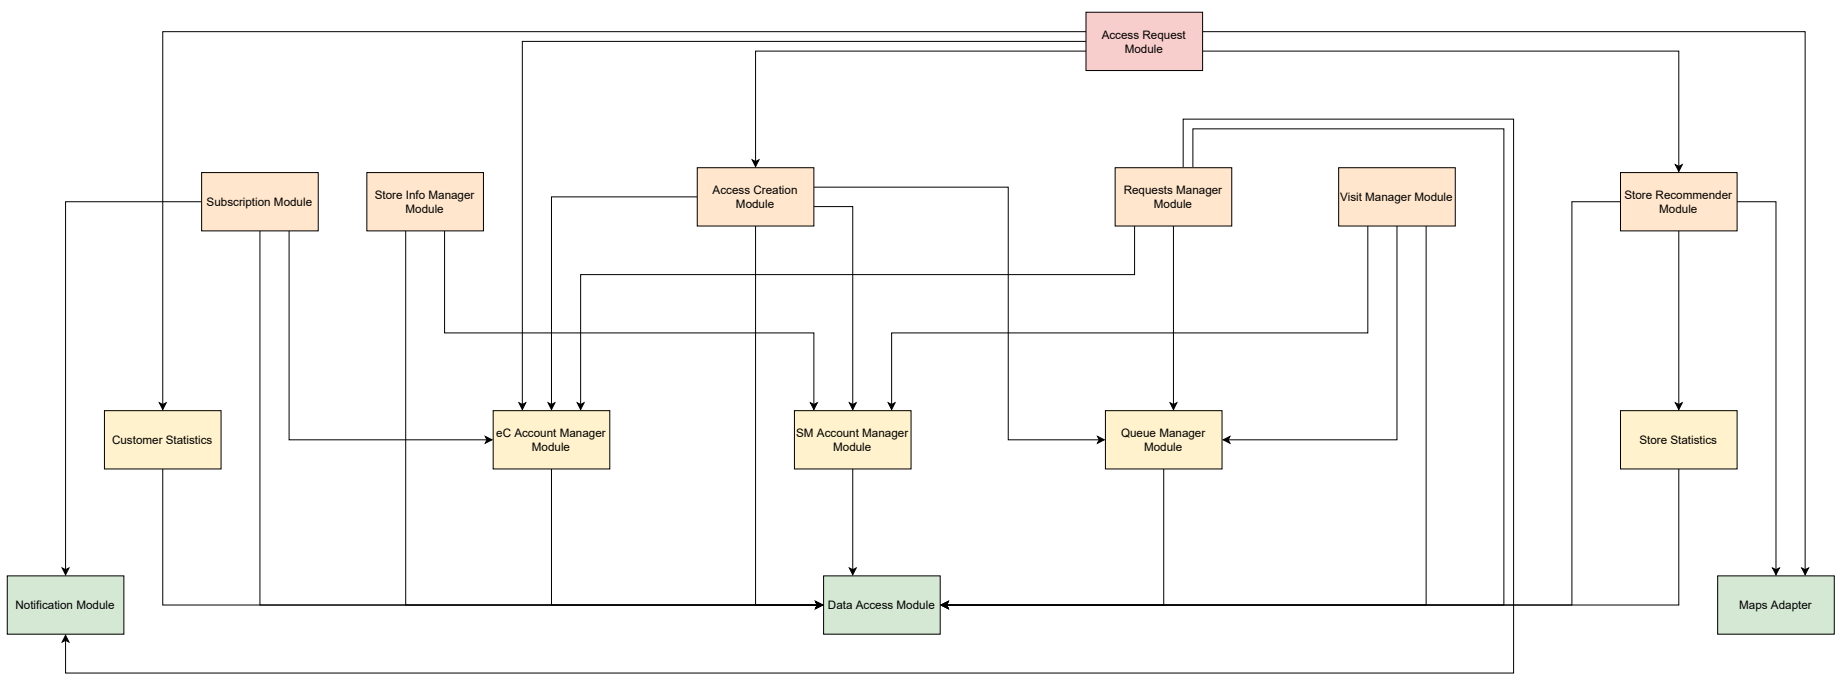 Access Request
Module
Subscription Module
Store Info Manager
Module
Access Creation
Module
Requests Manager
Module
Visit Manager Module
Store Recommender
Module
Customer Statistics
eC Account Manager
Module
SM Account Manager
Module
Queue Manager
Module
Store Statistics
Notification Module
Data Access Module
Maps Adapter